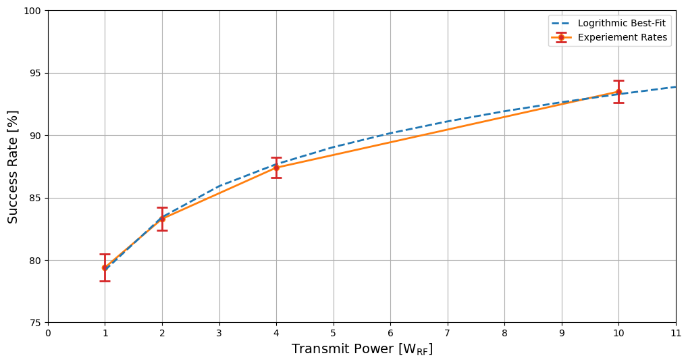 100
95
90
85
80
75
Success Rate [%]
0 1 2 3 4 5 6 7 8 9 10 11
Transmit Power [W_RF]
Logrithmic Best-Fit
Experiement Rates